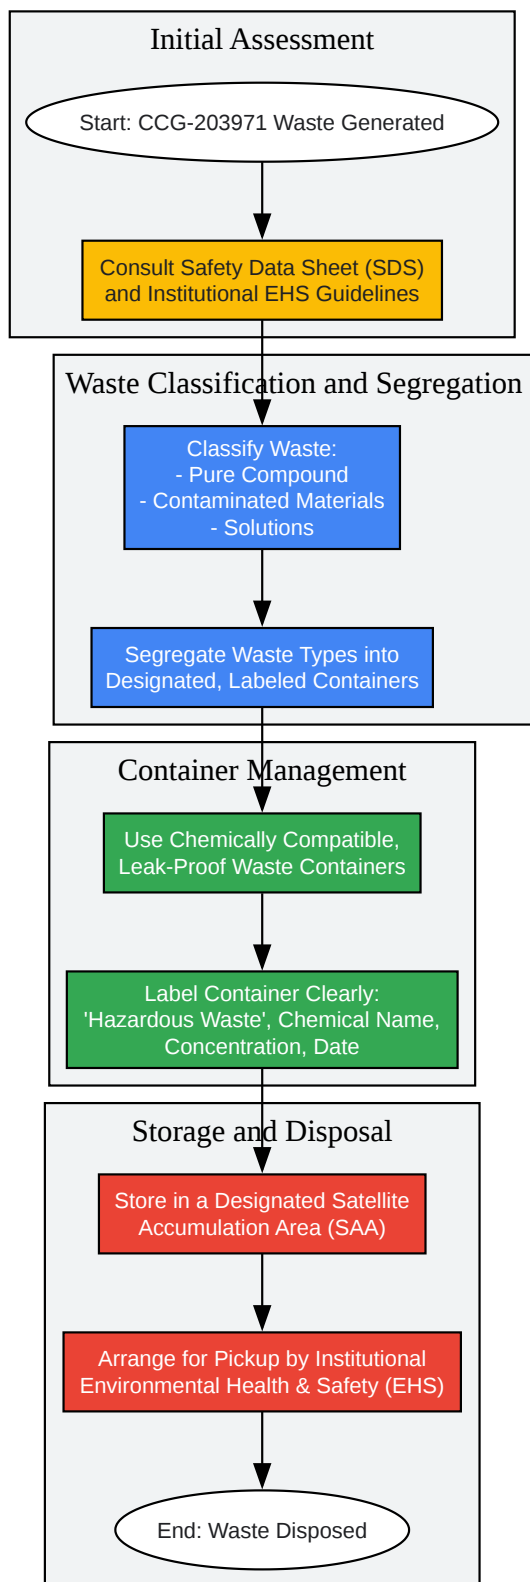 Initial Assessment
Start: CCG-203971 Waste Generated
Consult Safety Data Sheet (SDS)
and Institutional EHS Guidelines
Waste Classification and Segregation
Classify Waste:
- Pure Compound
- Contaminated Materials
- Solutions
Segregate Waste Types into
Designated, Labeled Containers
Container Management
Use Chemically Compatible,
Leak-Proof Waste Containers
Label Container Clearly:
'Hazardous Waste', Chemical Name,
Concentration, Date
Storage and Disposal
Store in a Designated Satellite
Accumulation Area (SAA)
Arrange for Pickup by Institutional
Environmental Health & Safety (EHS)
End: Waste Disposed